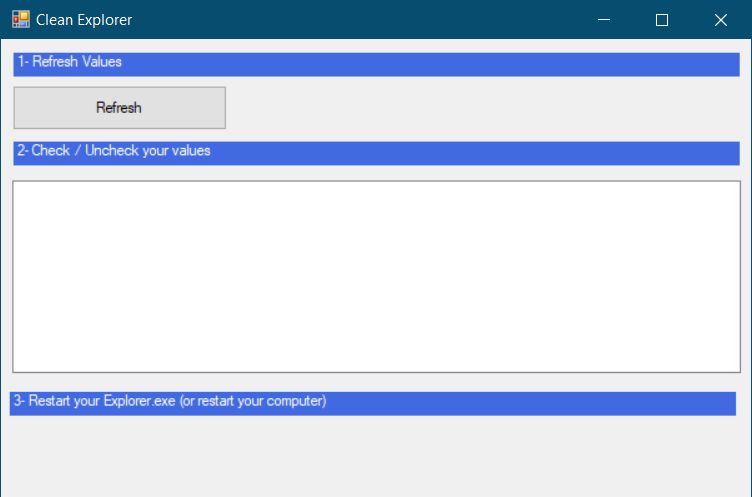 Clean Explorer
1- Refresh Values
Refresh
2- Check / Uncheck your values
3- Restart your Explorer.exe (or restart your computer)